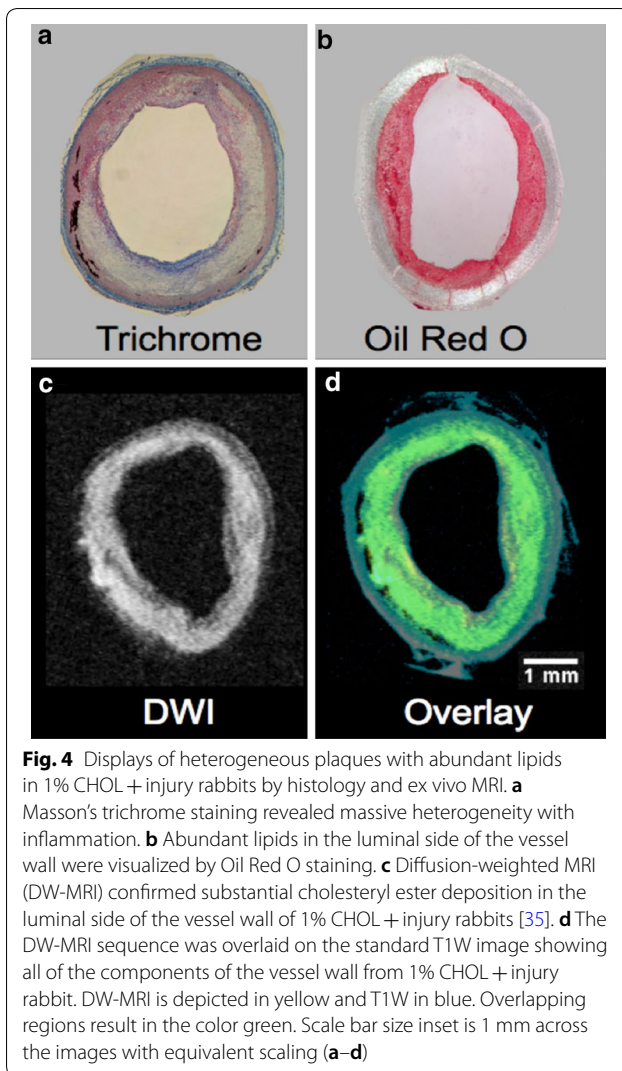 a
b
Trichrome
Oil Red O
c
d
1 mm
DWI
Overlay
Fig. 4 Displays of heterogeneous plaques with abundant lipids
in 1% CHOL + injury rabbits by histology and ex vivo MRI. a
Masson’s trichrome staining revealed massive heterogeneity with
inflammation. b Abundant lipids in the luminal side of the vessel
wall were visualized by Oil Red O staining. c Diffusion-weighted MRI
(DW-MRI) confirmed substantial cholesteryl ester deposition in the
luminal side of the vessel wall of 1% CHOL + injury rabbits [35]. d The
DW-MRI sequence was overlaid on the standard T1W image showing
all of the components of the vessel wall from 1% CHOL + injury
rabbit. DW-MRI is depicted in yellow and T1W in blue. Overlapping
regions result in the color green. Scale bar size inset is 1 mm across
the images with equivalent scaling (a–d)